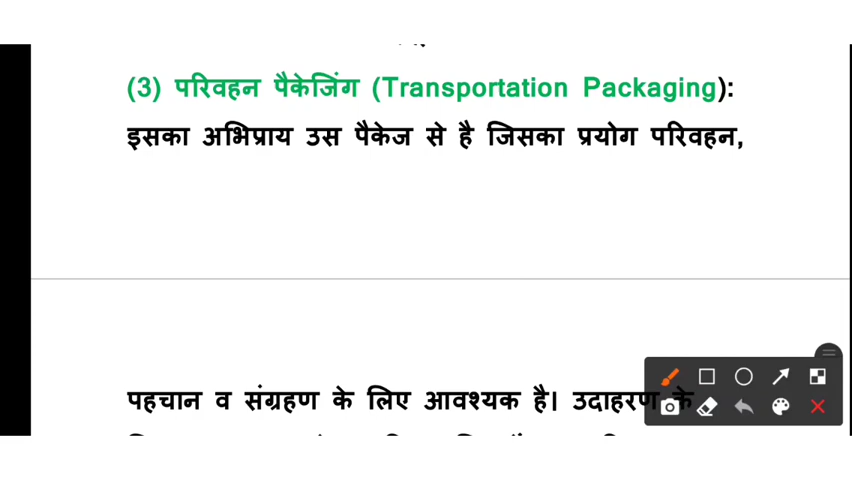 (3) परिवहन पैकेजिंग (Transportation Packaging):
इसका अभिप्राय उस पैकेज से है जिसका प्रयोग परिवहन,
पहचान व संग्रहण के लिए आवश्यक है। उदाहरण के